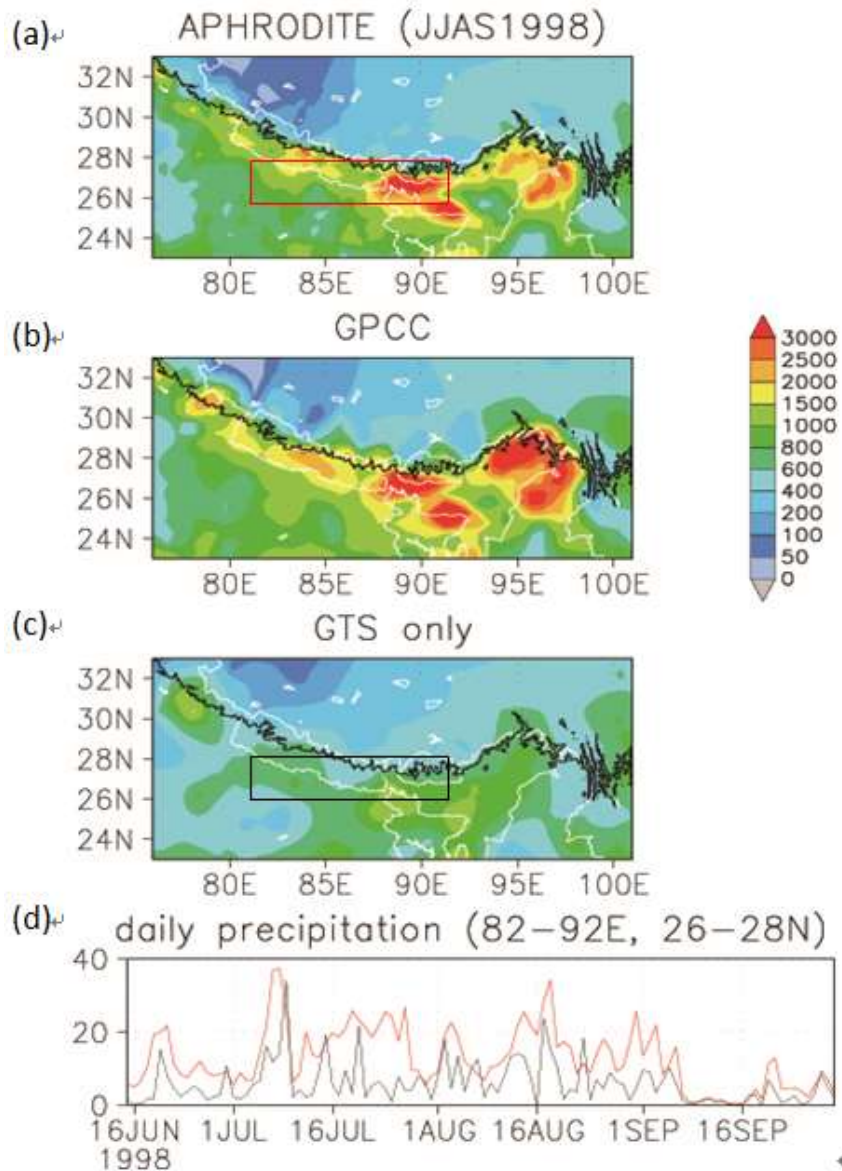 (a)↵
APHRODITE (JJAS1998)
32N
30N
28N
26N
24N
80E 85E 90E 95E 100E
(b)↵
GPCC
32N
30N
28N
26N
24N
80E 85E 90E 95E 100E
3000
2500
2000
1500
1000
800
600
400
200
100
50
0
(c)↵
GTS only
32N
30N
28N
26N
24N
80E 85E 90E 95E 100E
(d)↵
daily precipitation (82-92E, 26-28N)
40
20
0
16JUN 1JUL 16JUL 1AUG 16AUG 1SEP 16SEP
1998